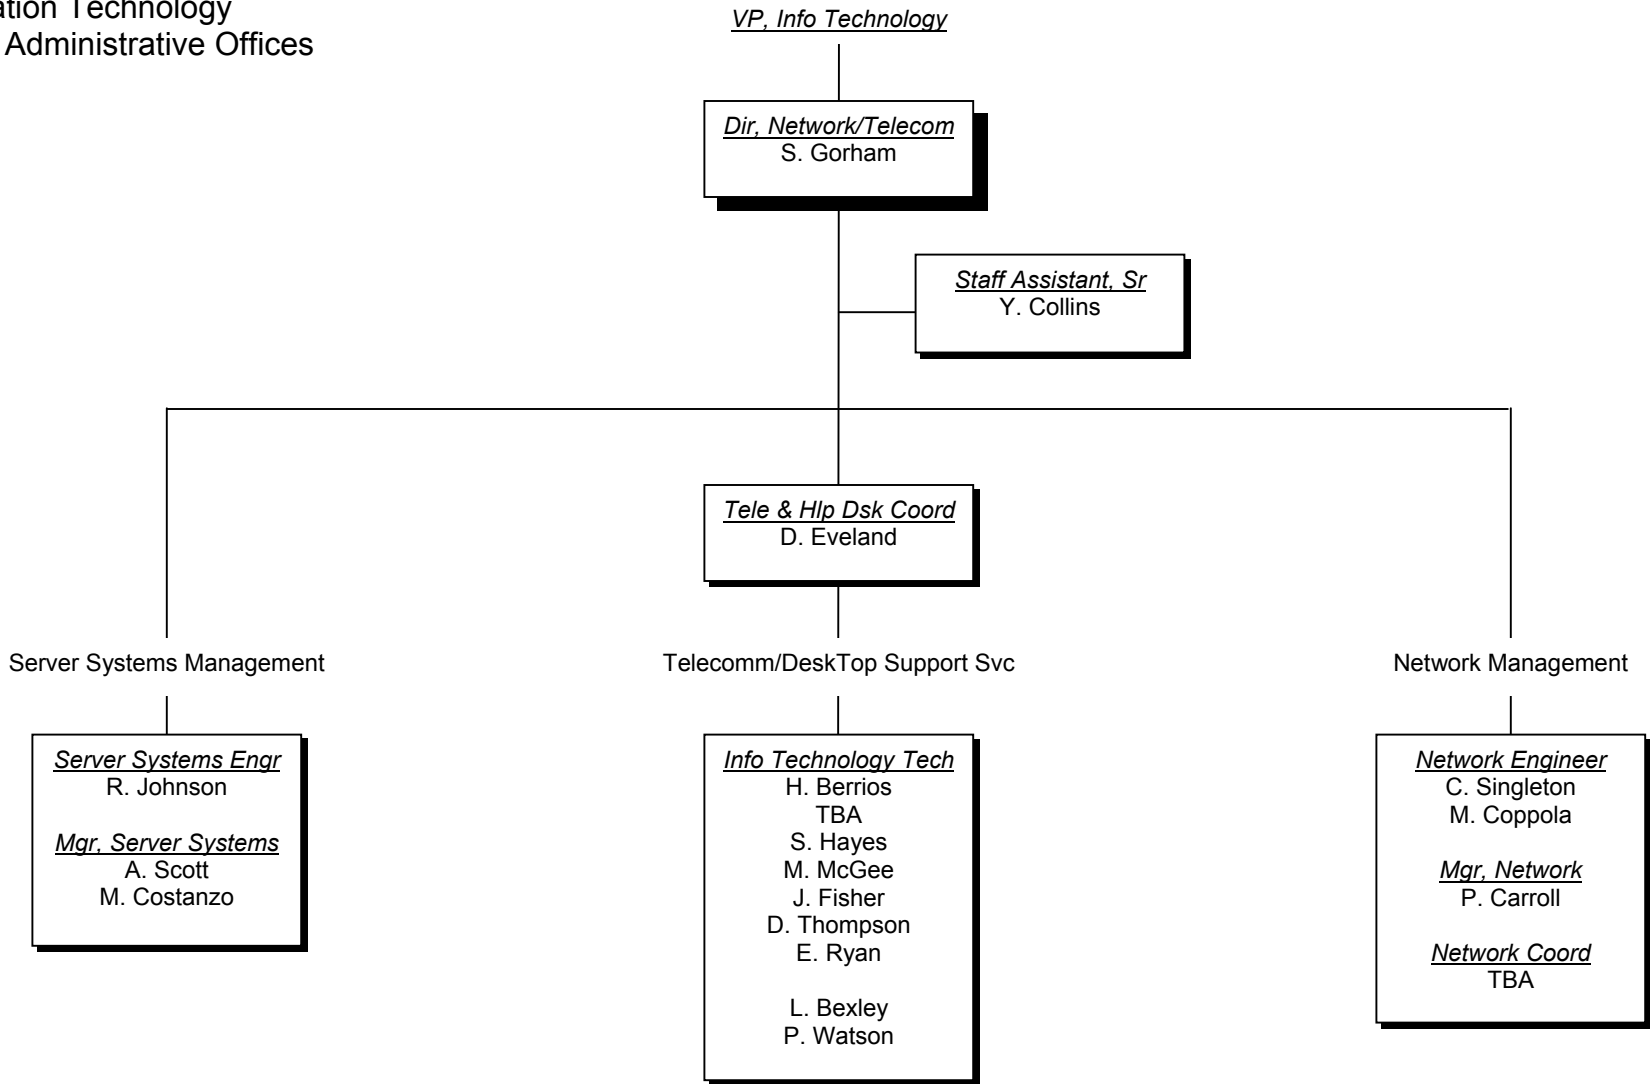 Technology
Administrative Offices
VP, Info Technology
Dir, Network/Telecom
S. Gorham
Staff Assistant, Sr
Y. Collins
Tele & Hlp Dsk Coord
D. Eveland
Server Systems Management
Telecomm/DeskTop Support Svc
Network Management
Server Systems Engr
R. Johnson
Mgr, Server Systems
A. Scott
M. Costanzo
Info Technology Tech
H. Berrios
TBA
S. Hayes
M. McGee
J. Fisher
D. Thompson
E. Ryan
L. Bexley
P. Watson
Network Engineer
C. Singleton
M. Coppola
Mgr, Network
P. Carroll
Network Coord
TBA